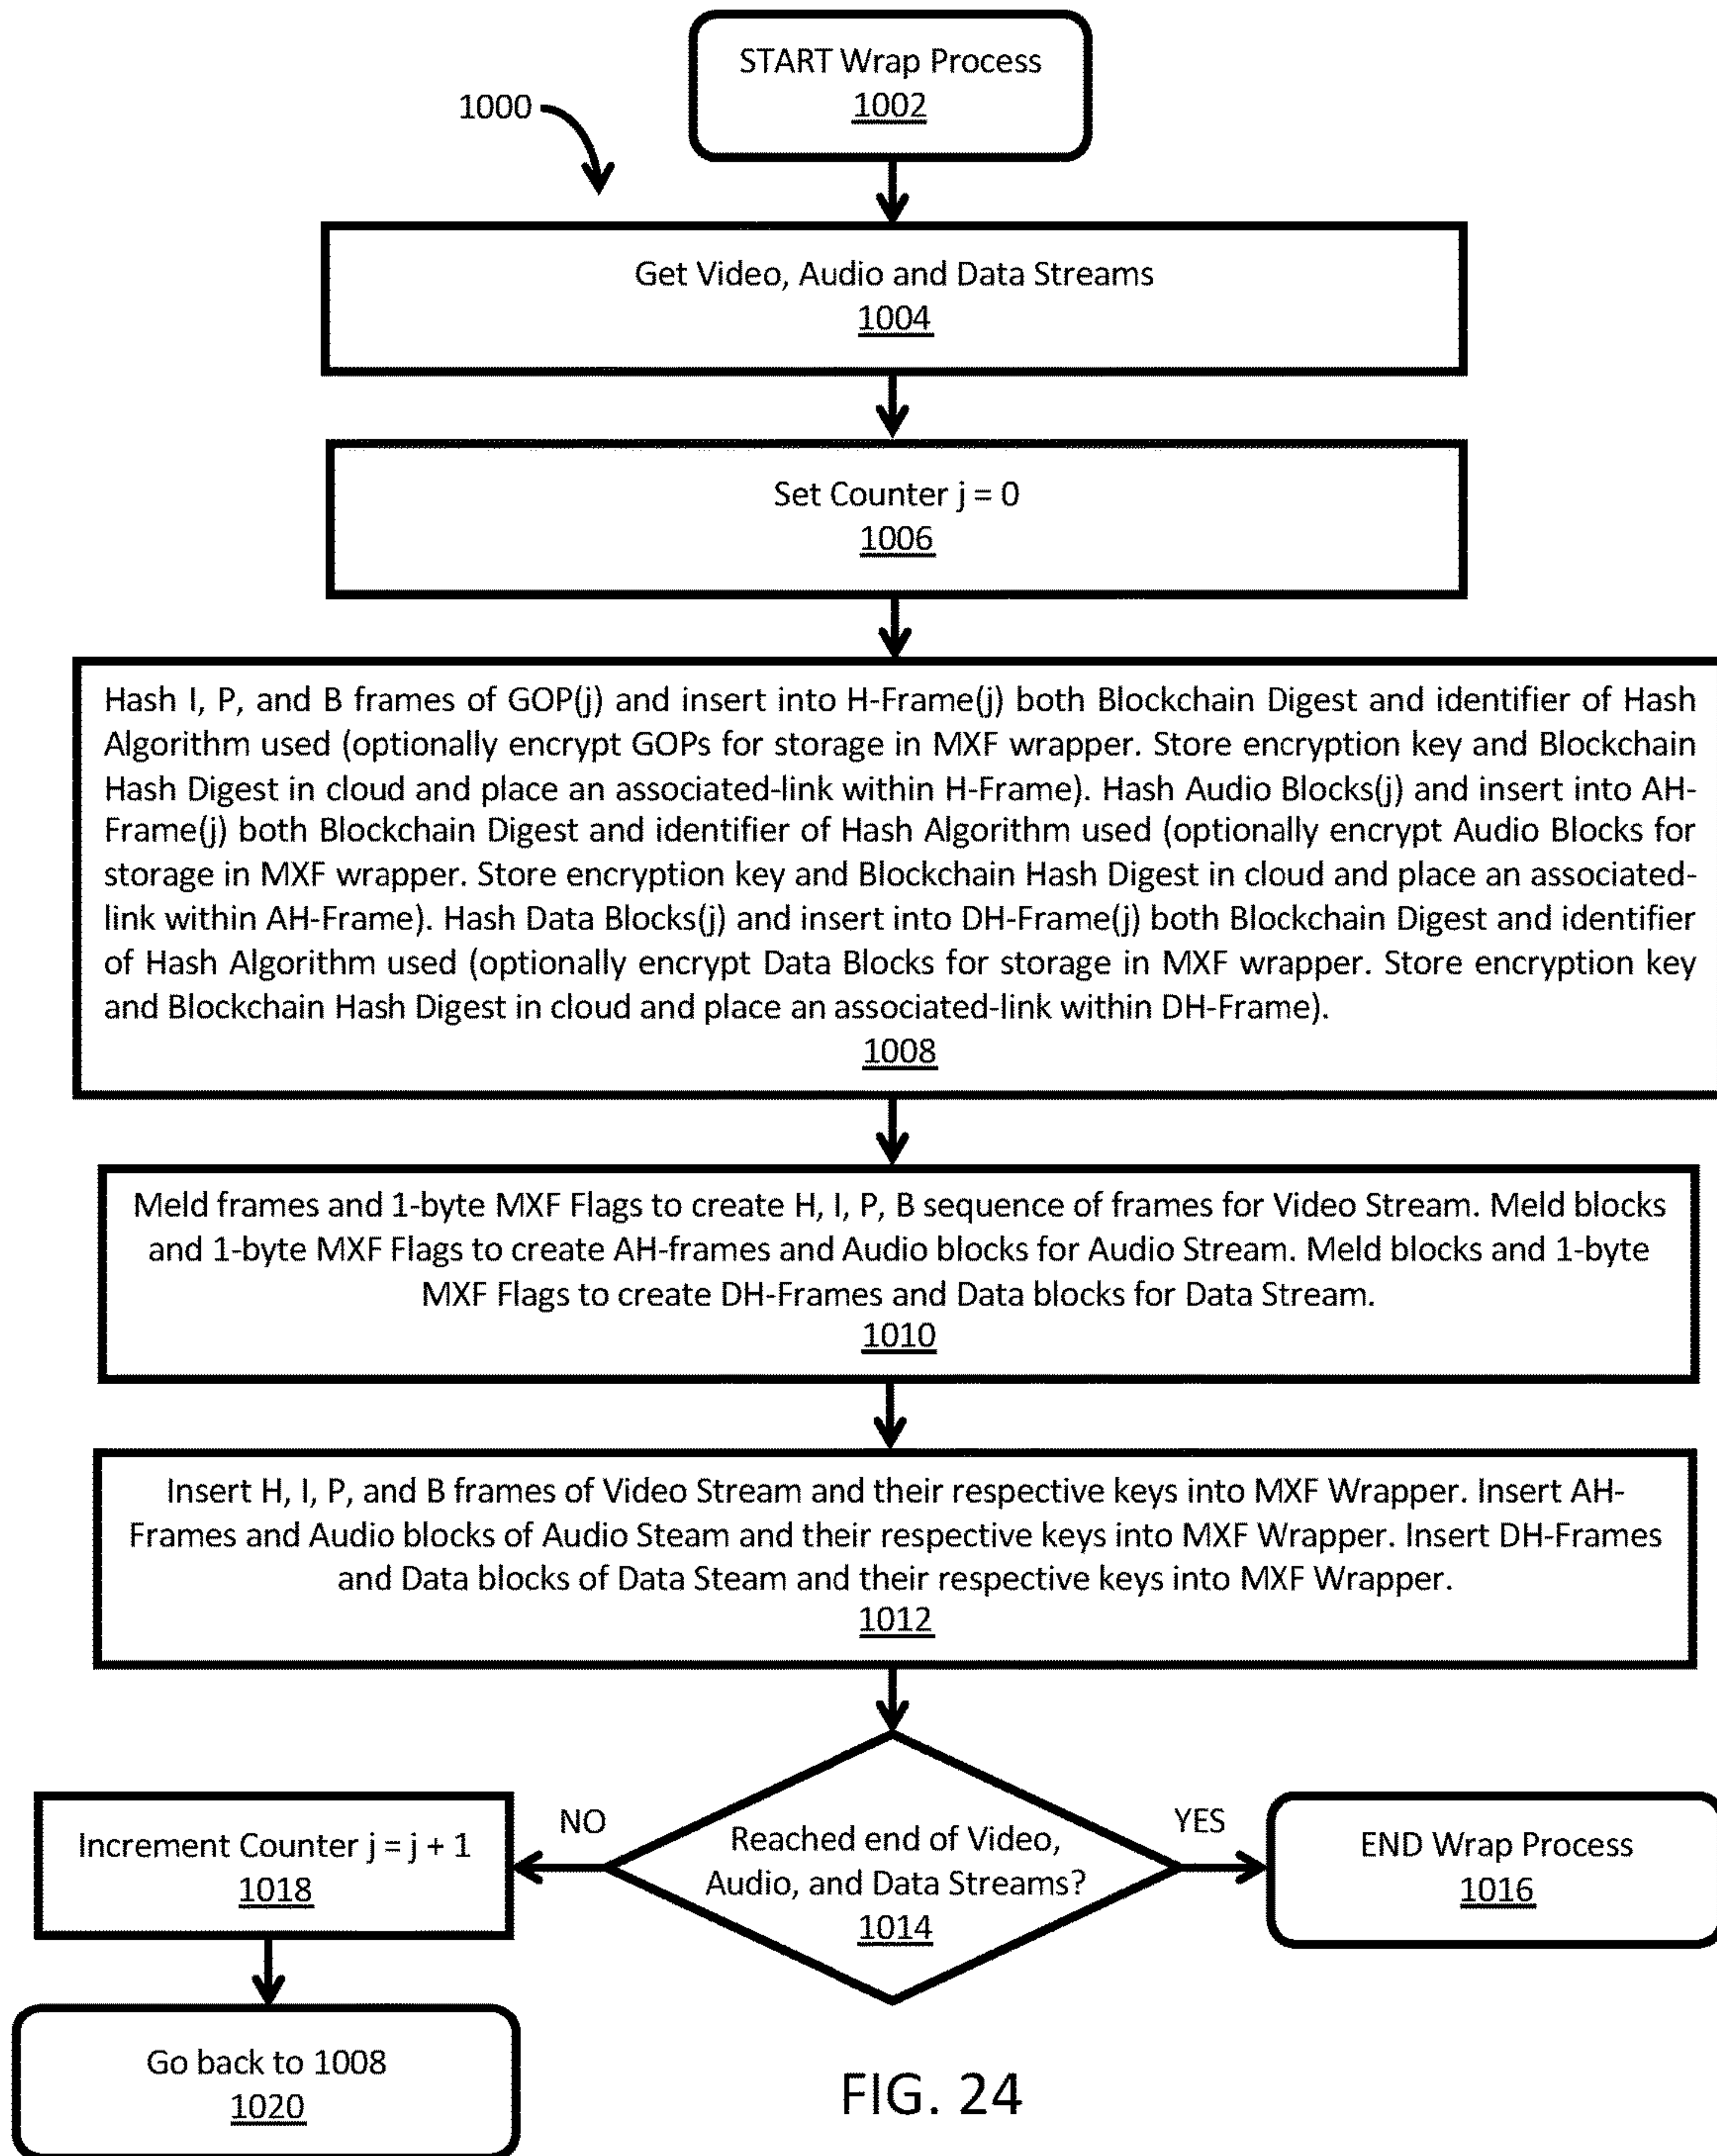 START Wrap Process
1002
1000
Get Video, Audio and Data Streams
1004
Set Counter j = 0
1006
Hash I, P, and B frames of GOP(j) and insert into H-Frame(j) both Blockchain Digest and identifier of Hash
Algorithm used (optionally encrypt GOPs for storage in MXF wrapper. Store encryption key and Blockchain
Hash Digest in cloud and place an associated-link within H-Frame). Hash Audio Blocks(j) and insert into AH-
Frame(j) both Blockchain Digest and identifier of Hash Algorithm used (optionally encrypt Audio Blocks for
storage in MXF wrapper. Store encryption key and Blockchain Hash Digest in cloud and place an associated-
link within AH-Frame). Hash Data Blocks(j) and insert into DH-Frame(j) both Blockchain Digest and identifier
of Hash Algorithm used (optionally encrypt Data Blocks for storage in MXF wrapper. Store encryption key
and Blockchain Hash Digest in cloud and place an associated-link within DH-Frame).
1008
Meld frames and 1-byte MXF Flags to create H, I, P, B sequence of frames for Video Stream. Meld blocks
and 1-byte MXF Flags to create AH-frames and Audio blocks for Audio Stream. Meld blocks and 1-byte
MXF Flags to create DH-Frames and Data blocks for Data Stream.
1010
Insert H, I, P, and B frames of Video Stream and their respective keys into MXF Wrapper. Insert AH-
Frames and Audio blocks of Audio Steam and their respective keys into MXF Wrapper. Insert DH-Frames
and Data blocks of Data Steam and their respective keys into MXF Wrapper.
1012
Reached end of Video,
Audio, and Data Streams?
1014
NO
YES
Increment Counter j = j + 1
1018
END Wrap Process
1016
Go back to 1008
1020
FIG. 24